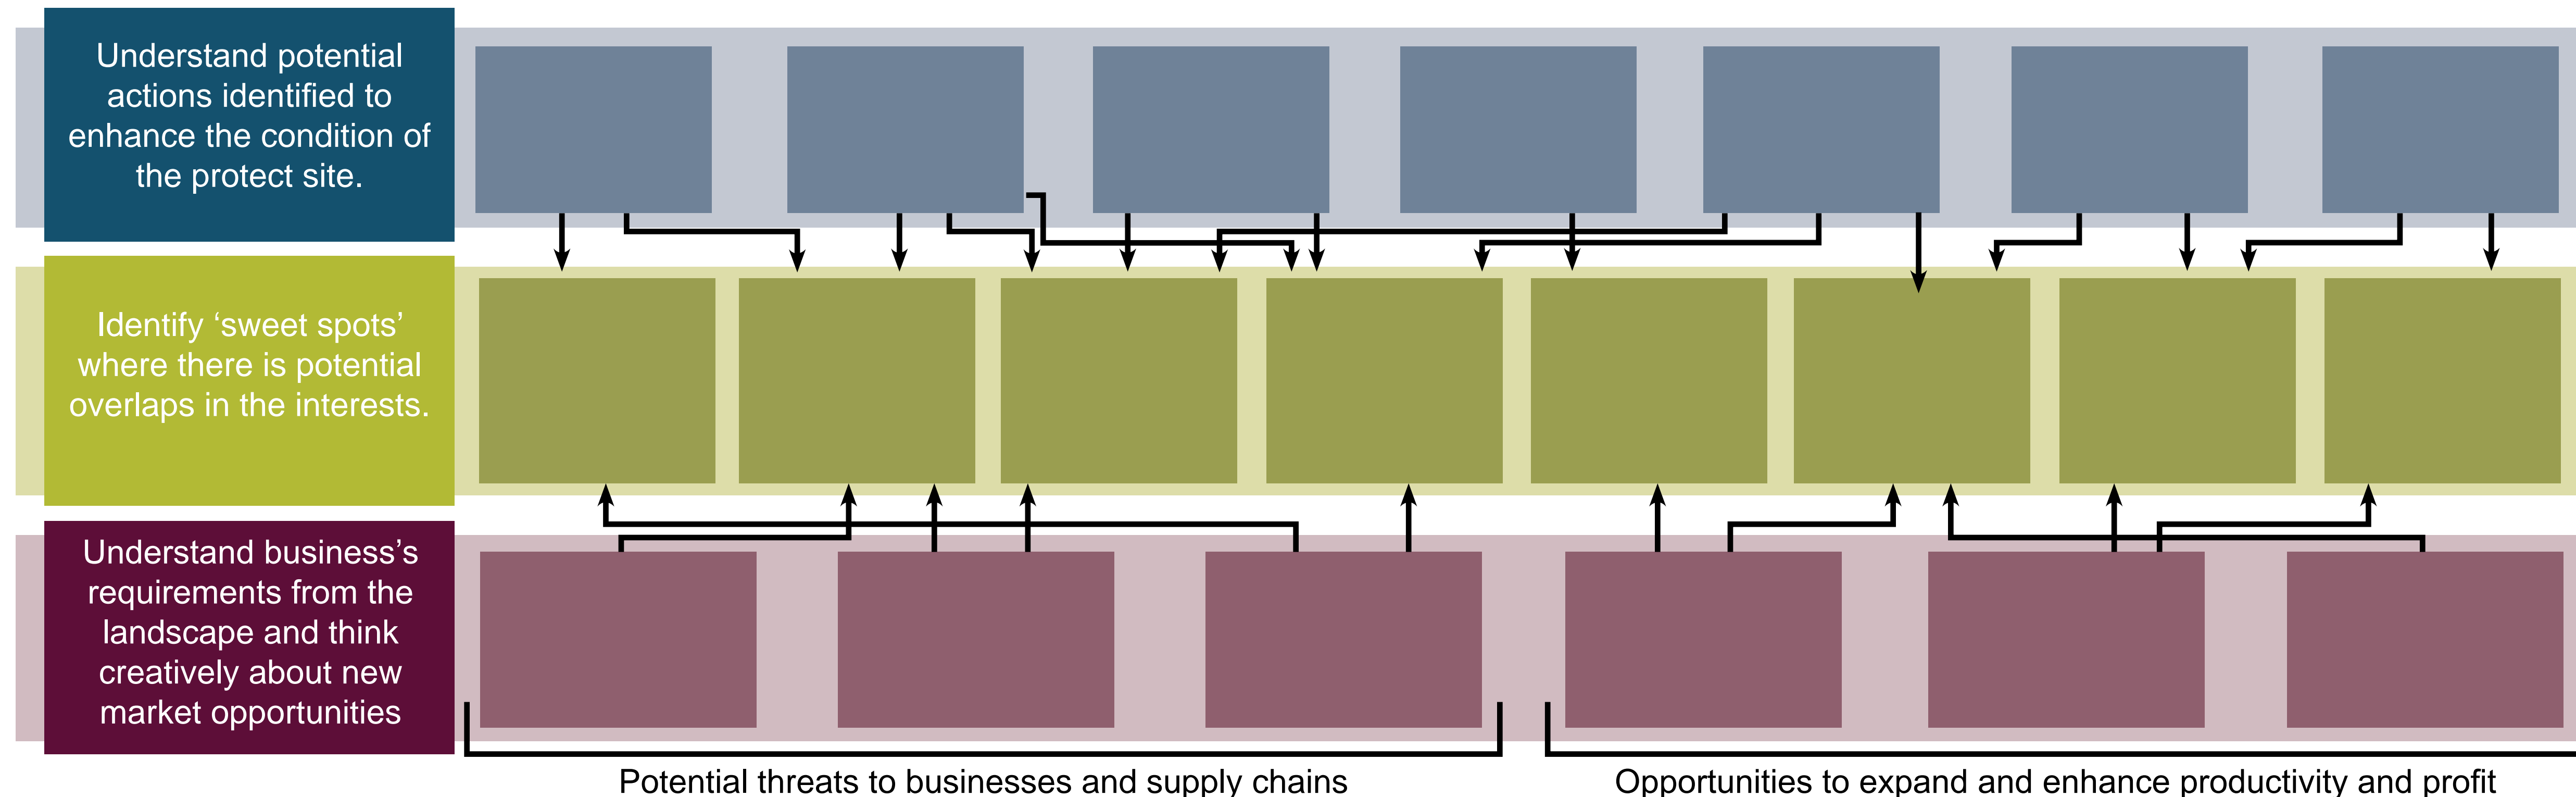 Understand potential
actions identified to
enhance the condition of
the protect site.
Identify ‘sweet spots’
where there is potential
overlaps in the interests.
Understand business’s
requirements from the
landscape and think
creatively about new
market opportunities
Potential threats to businesses and supply chains
Opportunities to expand and enhance productivity and profit